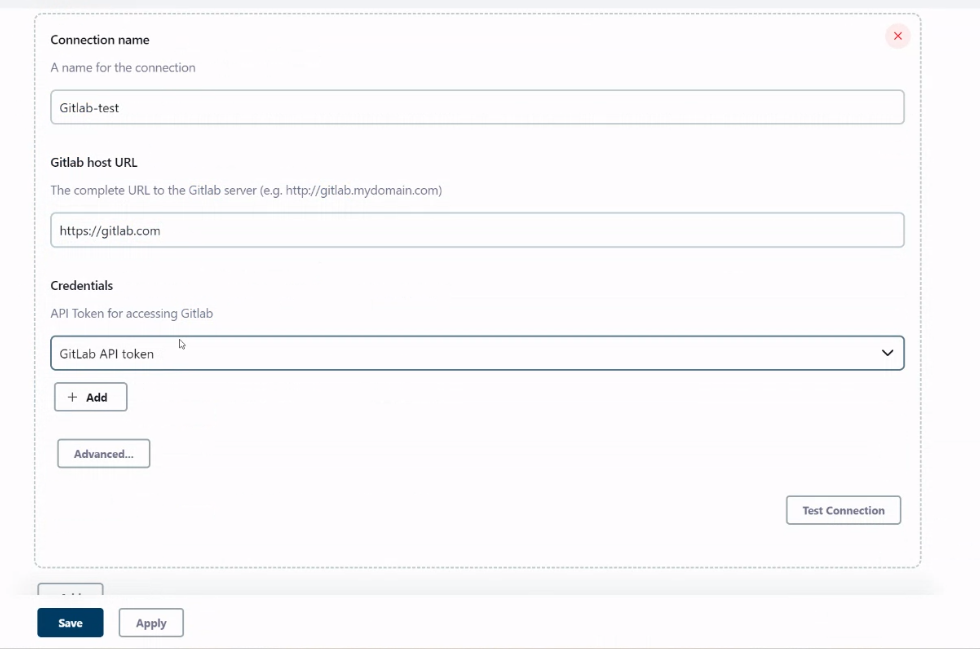 Connection name
A name for the connection
Gitlab-test
Gitlab host URL
The complete URL to the Gitlab server (e.g. http://gitlab.mydomain.com)
https://gitlab.com
Credentials
API Token for accessing Gitlab
GitLab API token
+ Add
Advanced...
Test Connection
Save
Apply